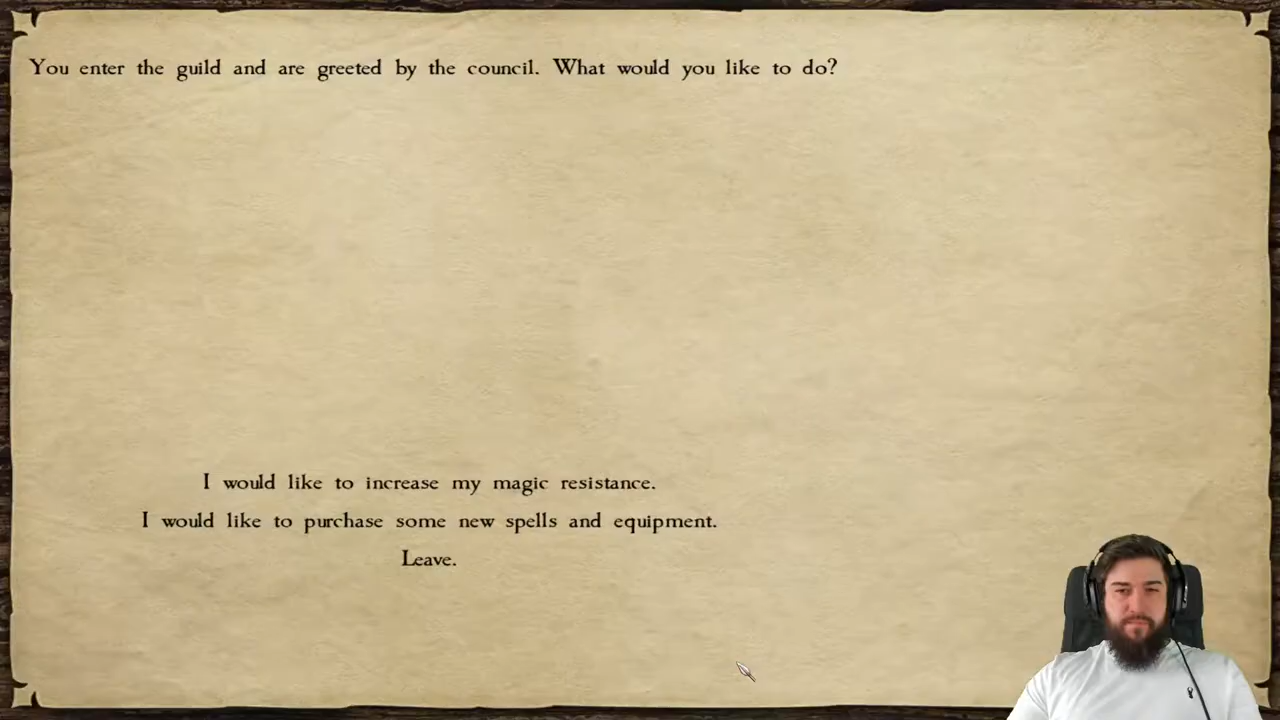 You enter the guild and are greeted by the council. What would you like to do?
I would like to increase my magic resistance.
I would like to purchase some new spells and equipment.
Leave.